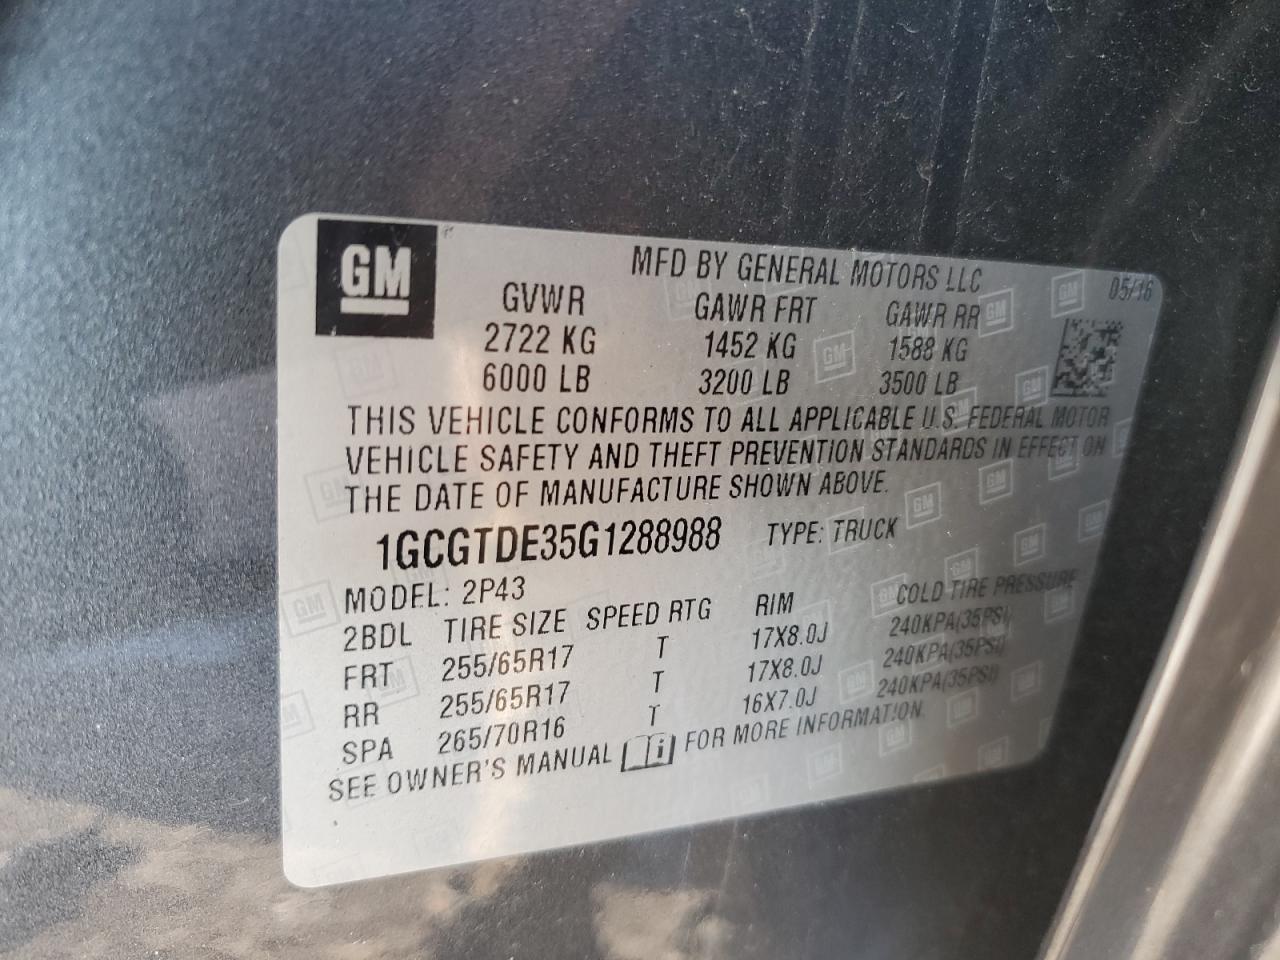 GM
MFD BY GENERAL MOTORS LLC 05/16
GVWR GAWR FRT GAWR RR
2722 KG 1452 KG 1588 KG
6000 LB 3200 LB 3500 LB
THIS VEHICLE CONFORMS TO ALL APPLICABLE U.S. FEDERAL MOTOR
VEHICLE SAFETY AND THEFT PREVENTION STANDARDS IN EFFECT ON
THE DATE OF MANUFACTURE SHOWN ABOVE.
1GCGTDE35G1288988 TYPE: TRUCK
MODEL: 2P43
2BDL TIRE SIZE SPEED RTG RIM COLD TIRE PRESSURE
FRT 255/65R17 T 17X8.0J 240KPA(35PSI)
RR 255/65R17 T 17X8.0J 240KPA(35PSI)
SPA 265/70R16 T 16X7.0J 240KPA(35PSI)
SEE OWNER'S MANUAL i FOR MORE INFORMATION.